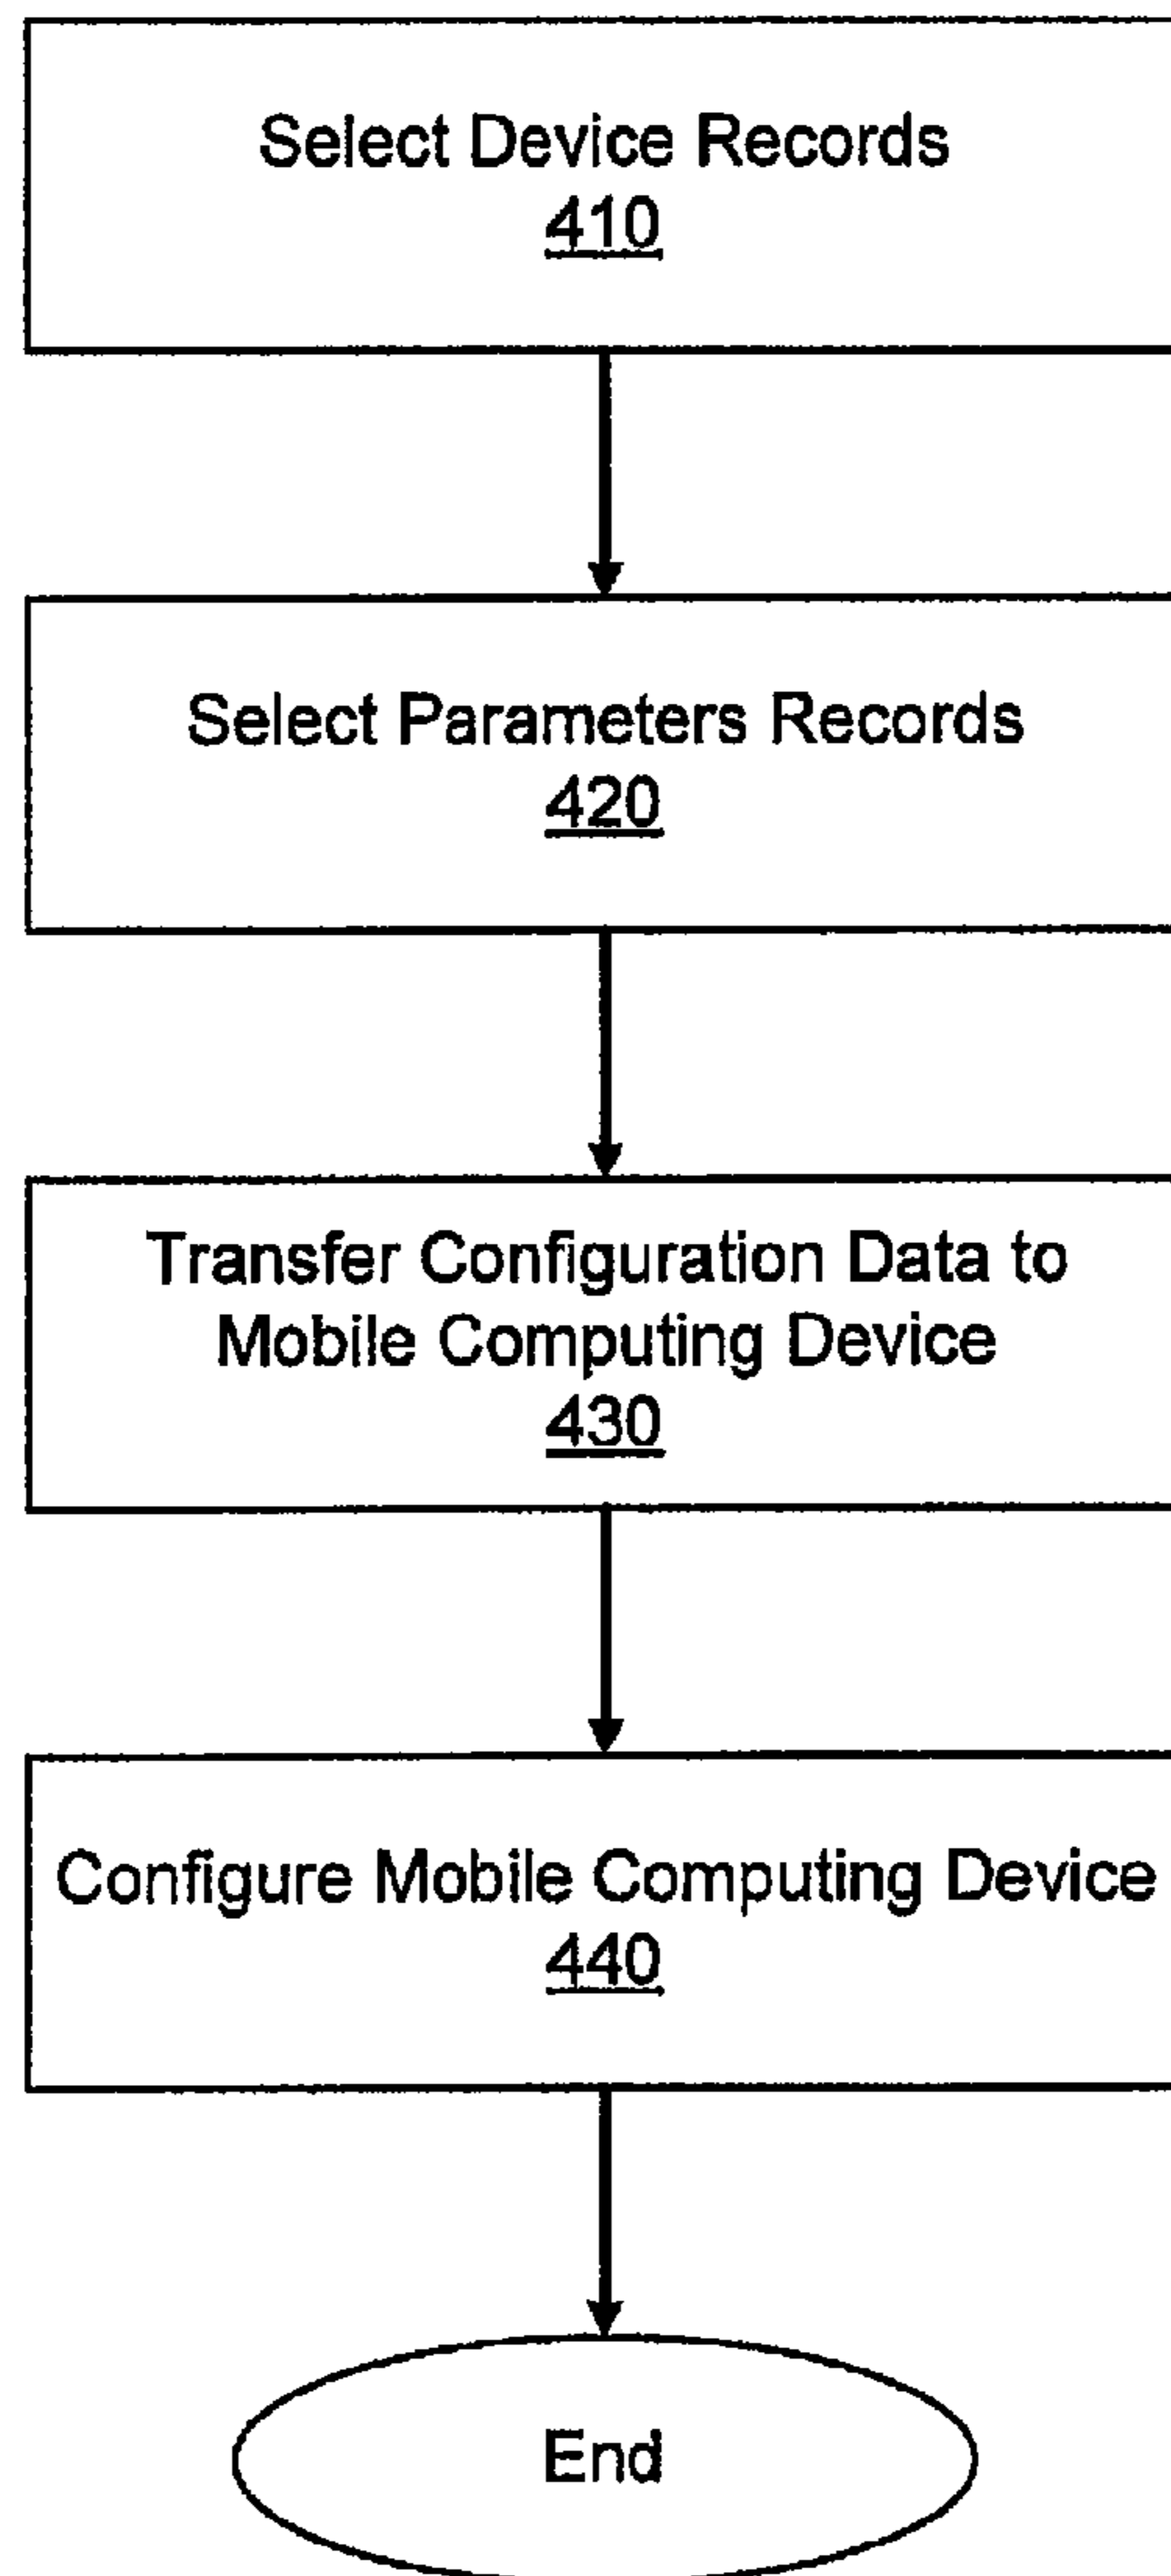 Select Device Records
410
Select Parameters Records
420
Transfer Configuration Data to
Mobile Computing Device
430
Configure Mobile Computing Device
440
End